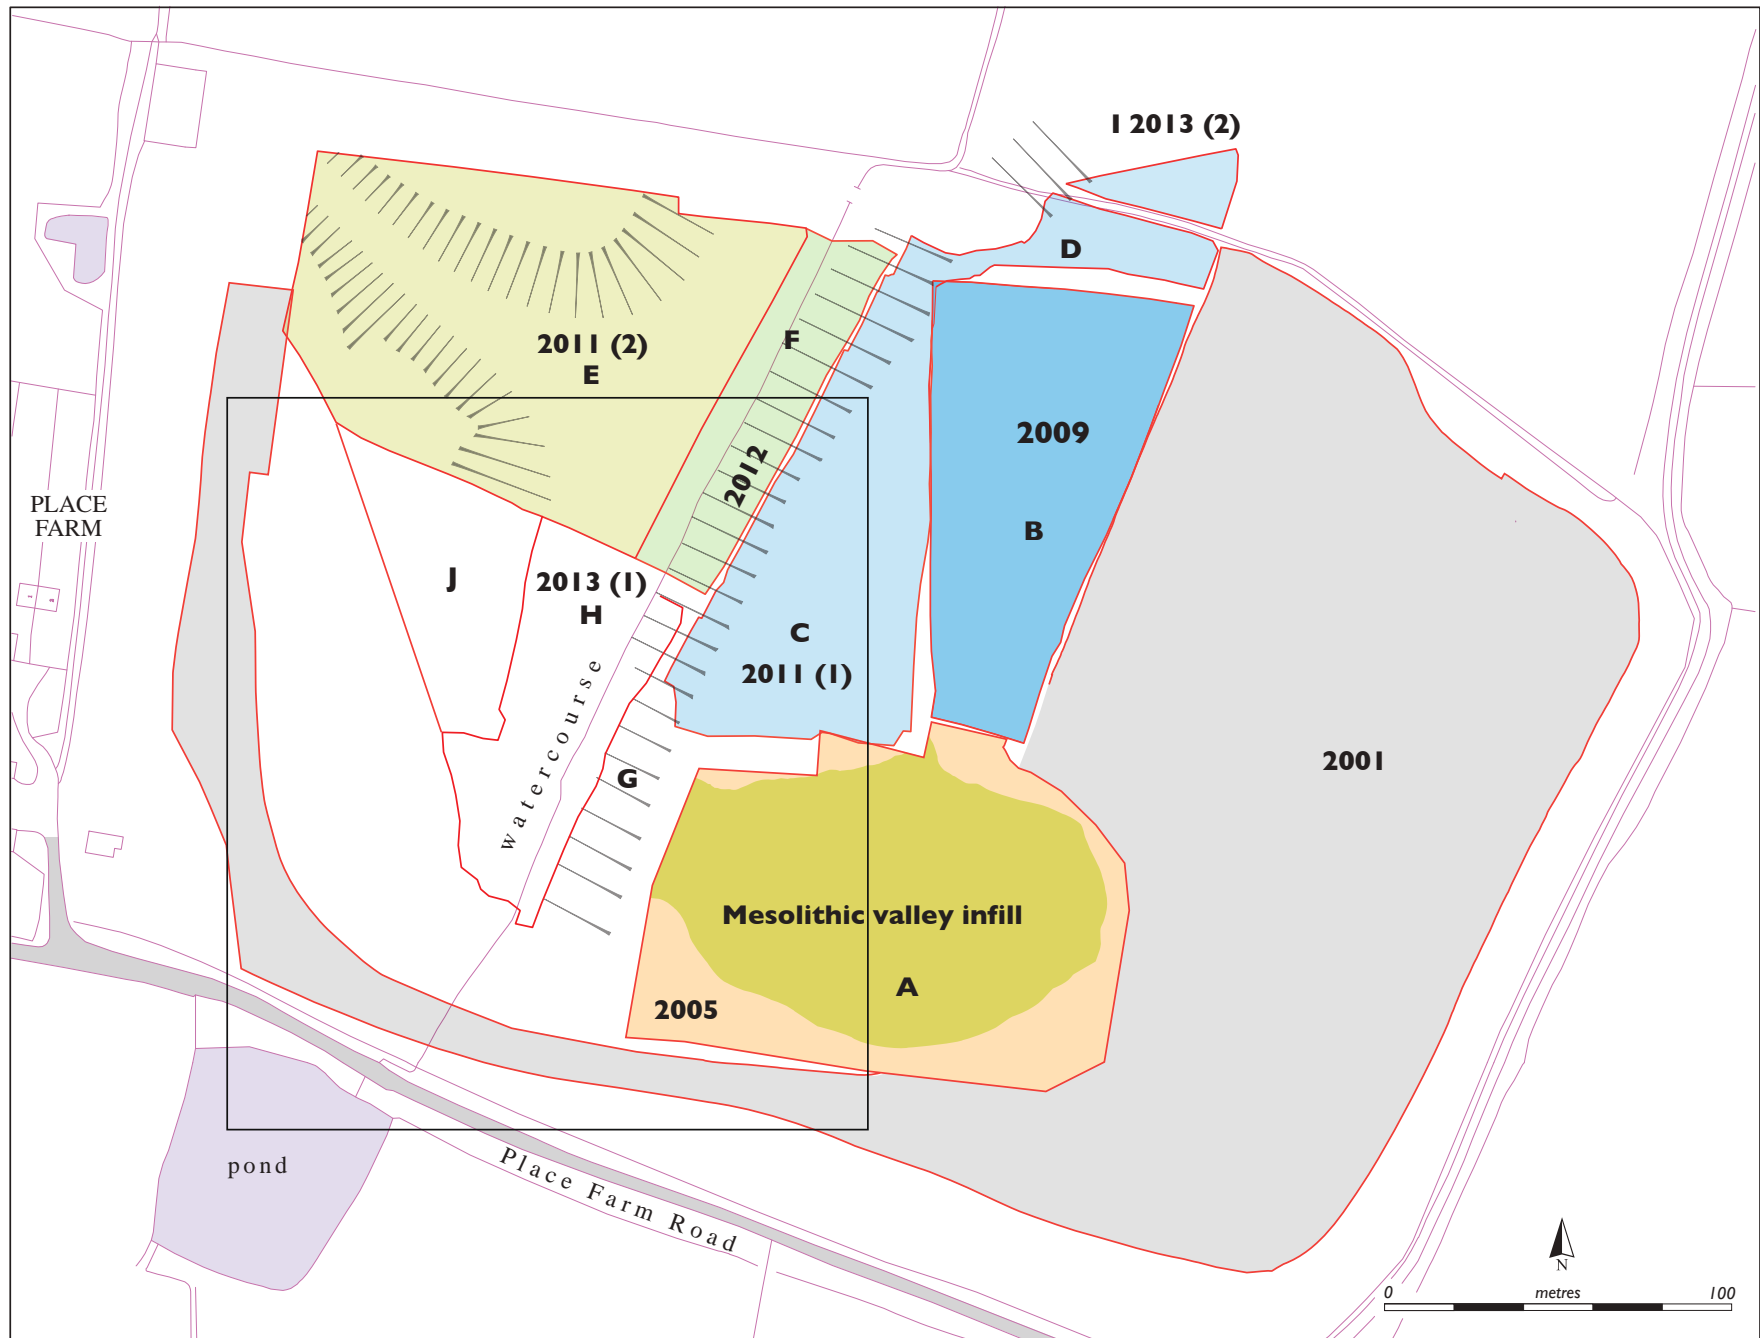 I 2013 (2)
D
F
2011 (2)
E
2009
2012
PLACE
FARM
B
J
2013 (1)
H
C
2011 (1)
watercourse
G
2001
Mesolithic valley infill
A
2005
pond
Place Farm Road
N
0 metres 100